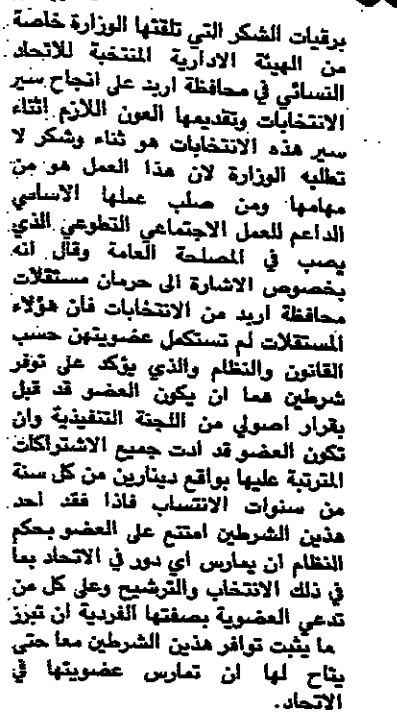 برقيات الشكر التي تلقتها الوزارة خاصة
من الهيئة الادارية المنتخبة للاتحاد
النسائي في محافظة اربد على انجاح سير
الانتخابات وتقديمها العون اللازم اثناء
سير هذه الانتخابات هو ثناء وشكر لا
تطلبه الوزارة لان هذا العمل هو من
مهامها ومن صلب عملها الاساسي
الداعم للعمل الاجتماعي التطوعي الذي
يصب في المصلحة العامة وقال انه
بخصوص الاشارة الى حرمان مستقلات
محافظة اربد من الانتخابات فان هؤلاء
المستقلات لم تستكمل عضويتهن حسب
القانون والنظام والذي يؤكد على توفر
شرطين هما ان يكون العضو قد قبل
بقرار اصولي من اللجنة التنفيذية وان
تكون العضو قد ادت جميع الاشتراكات
المترتبة عليها بواقع دينارين من كل سنة
من سنوات الانتساب فاذا فقد احد
هذين الشرطين امتنع على العضو بحكم
النظام ان يمارس اي دور في الاتحاد بما
في ذلك الانتخاب والترشيح وعلى كل من
تدعي العضوية بصفتها الفردية ان تبرز
ما يثبت توافر هذين الشرطين معا حتى
يتاح لها ان تمارس عضويتها في
الاتحاد.